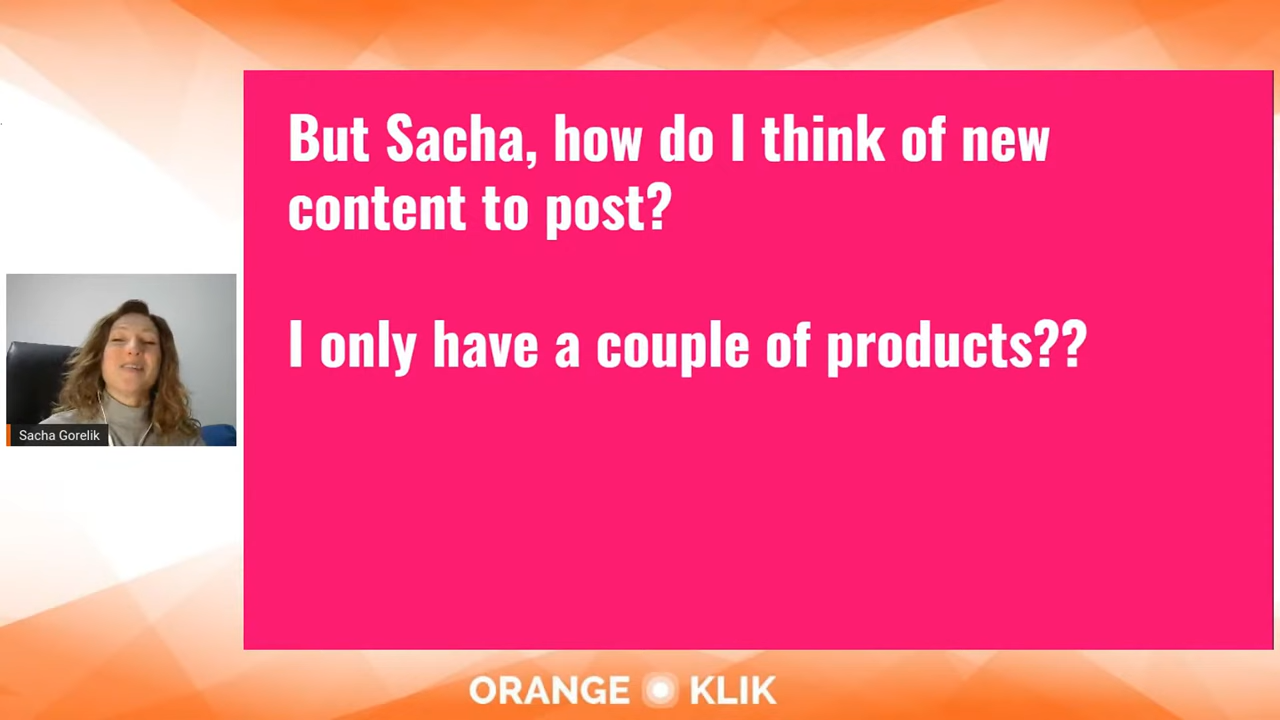 But Sacha, how do I think of new
content to post?
I only have a couple of products??
Sacha Gorelik
ORANGE KLIK